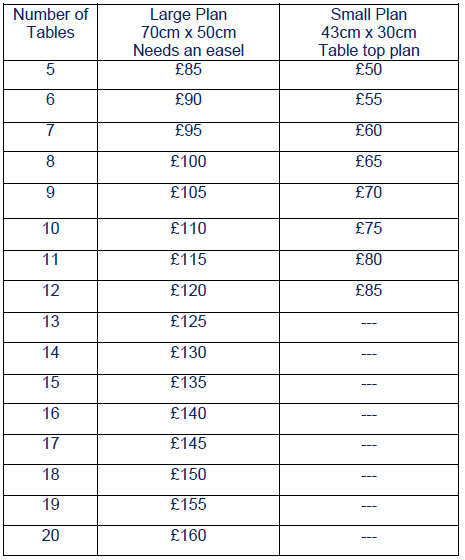 Number of Tables Large Plan 70cm x 50cm Needs an easel Small Plan 43cm x 30cm Table top plan
5 £85 £50
6 £90 £55
7 £95 £60
8 £100 £65
9 £105 £70
10 £110 £75
11 £115 £80
12 £120 £85
13 £125 ---
14 £130 ---
15 £135 ---
16 £140 ---
17 £145 ---
18 £150 ---
19 £155 ---
20 £160 ---